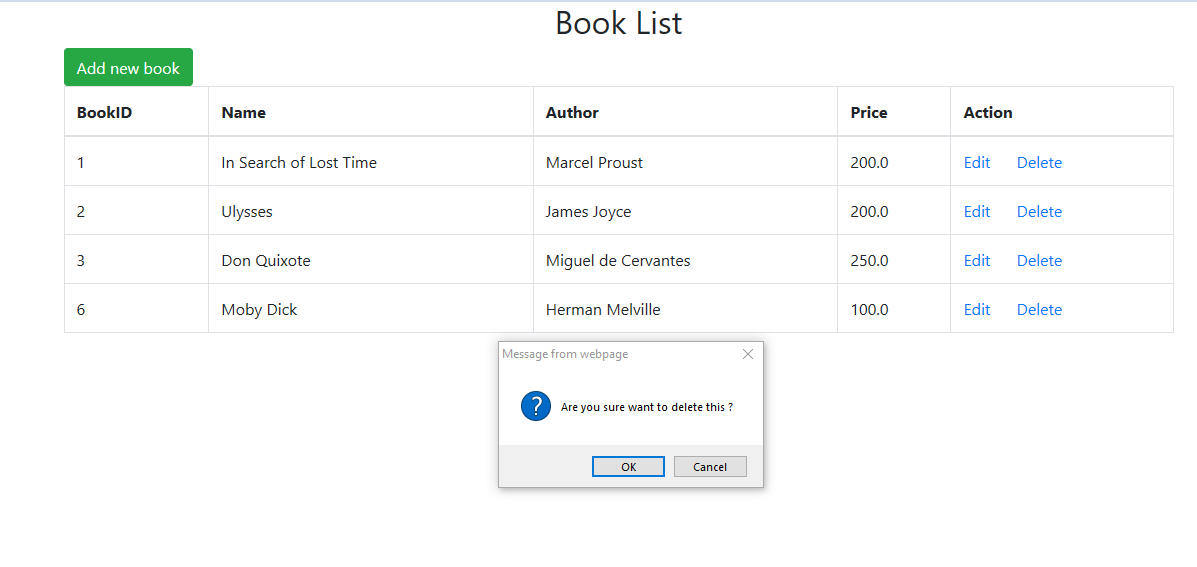 Book List
Add new book
BookID Name Author Price Action
1 In Search of Lost Time Marcel Proust 200.0 Edit Delete
2 Ulysses James Joyce 200.0 Edit Delete
3 Don Quixote Miguel de Cervantes 250.0 Edit Delete
6 Moby Dick Herman Melville 100.0 Edit Delete
Message from webpage
? Are you sure want to delete this ?
OK Cancel